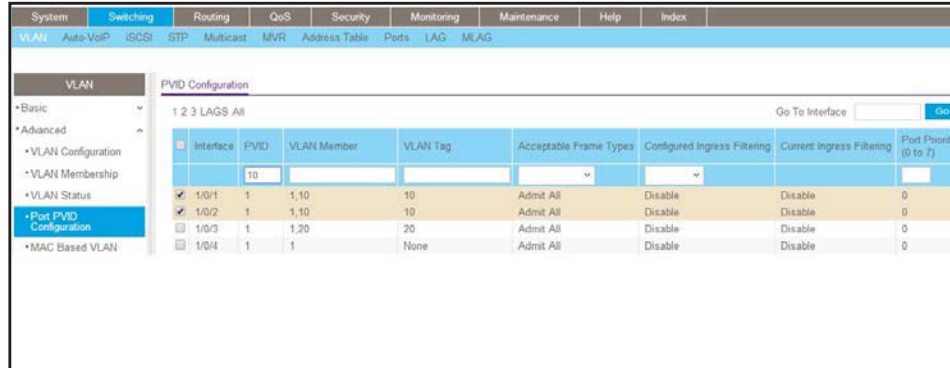 System Switching Routing QoS Security Monitoring Maintenance Help Index
VLAN Auto-VoIP iSCSI STP Multicast MVR Address Table Ports LAG MLAG
VLAN
PVID Configuration
Basic
1 2 3 LAGS All
Go To Interface
Go
Advanced
VLAN Configuration
VLAN Membership
VLAN Status
Port PVID
Configuration
MAC Based VLAN
Interface PVID VLAN Member VLAN Tag Acceptable Frame Types Configured Ingress Filtering Current Ingress Filtering Port Priorit
(0 to 7)
10
1/0/1 1 1,10 10 Admit All Disable Disable 0
1/0/2 1 1,10 10 Admit All Disable Disable 0
1/0/3 1 1,20 20 Admit All Disable Disable 0
1/0/4 1 1 None Admit All Disable Disable 0